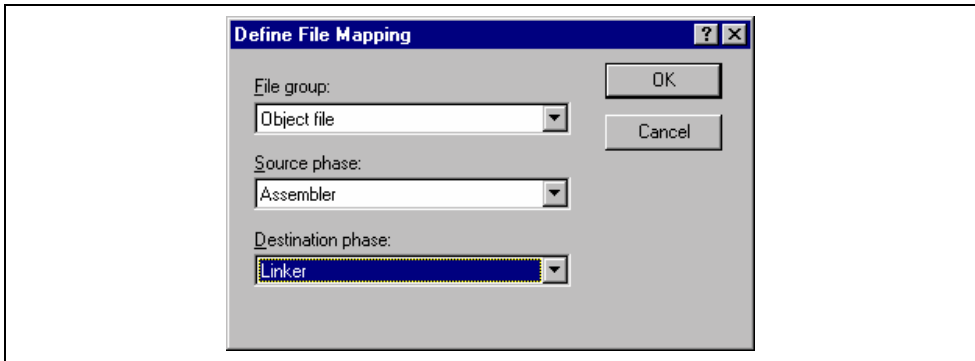 Define File Mapping
File group:
Object file
Source phase:
Assembler
Destination phase:
Linker
OK
Cancel